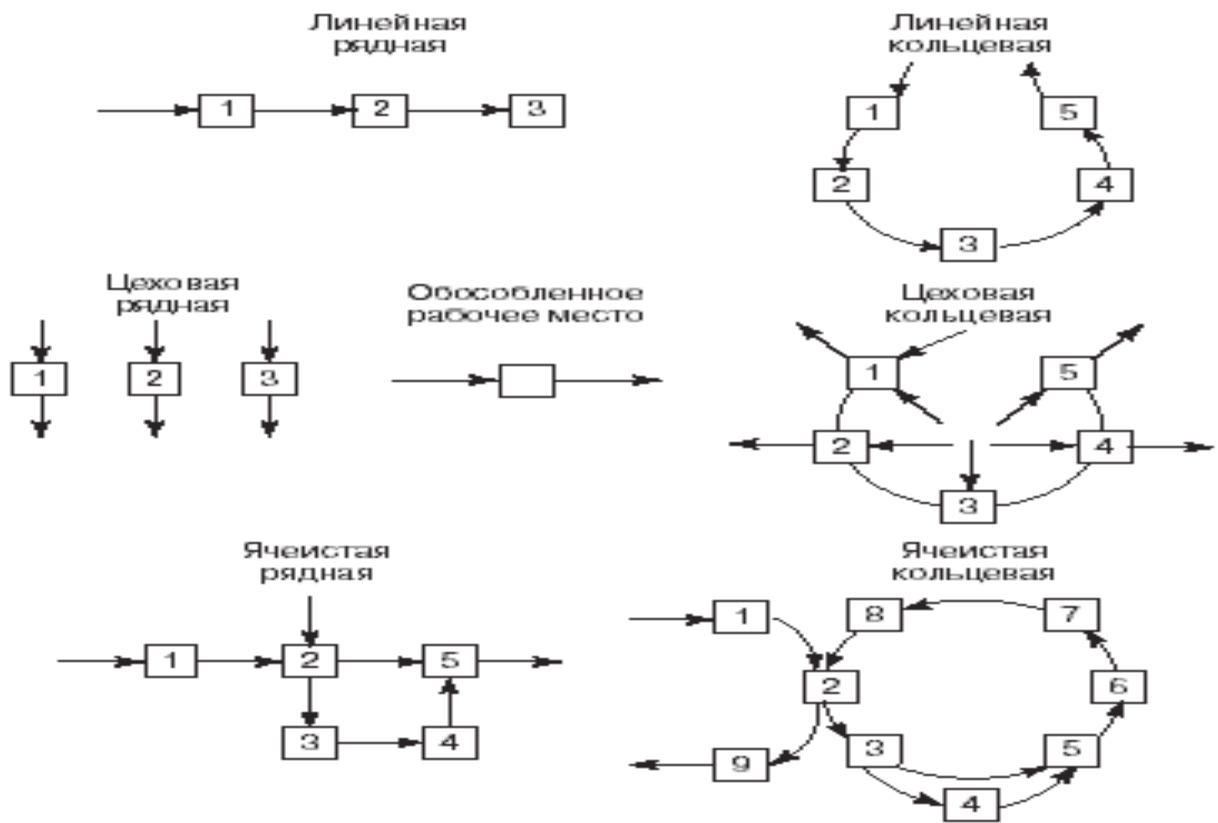 Линейная
рядная
1 2 3
Линейная
кольцевая
1 5
2 4
3
Цеховая
рядная
1 2 3
Обособленное
рабочее место
Цеховая
кольцевая
1 5
2 4
3
Ячеистая
рядная
1 2 5
3 4
Ячеистая
кольцевая
1 8 7
2 6
9 3 5
4